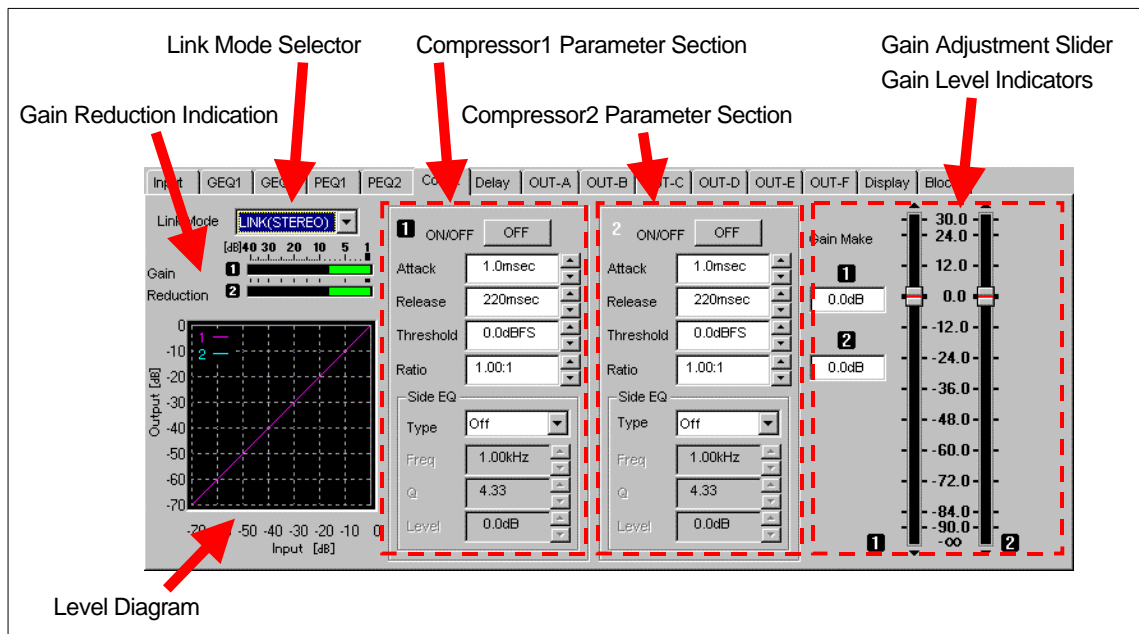 Link Mode Selector
Compressor1 Parameter Section
Gain Adjustment Slider
Gain Level Indicators
Gain Reduction Indication
Compressor2 Parameter Section
GEQ1 PEQ1 PEQ2 Delay OUT-A OUT-B OUT-D OUT-E OUT-F Display
Link Mode LINK(STEREO)
[dB] 40 30 20 10 5 1
Gain 1
Reduction 2
0
-10
-20
-30
-40
-50
-60
-70
Output [dB]
1
2
-50 -40 -30 -20 -10 0
Input [dB]
1 ON/OFF OFF
Attack 1.0msec
Release 220msec
Threshold 0.0dBFS
Ratio 1.00:1
Side EQ
Type Off
Freq 1.00kHz
Q 4.33
Level 0.0dB
2 ON/OFF OFF
Attack 1.0msec
Release 220msec
Threshold 0.0dBFS
Ratio 1.00:1
Side EQ
Type Off
Freq 1.00kHz
Q 4.33
Level 0.0dB
Gain Make
1
0.0dB
2
0.0dB
30.0
24.0
12.0
0.0
-12.0
-24.0
-36.0
-48.0
-60.0
-72.0
-84.0
-90.0
-∞
1 2
Level Diagram